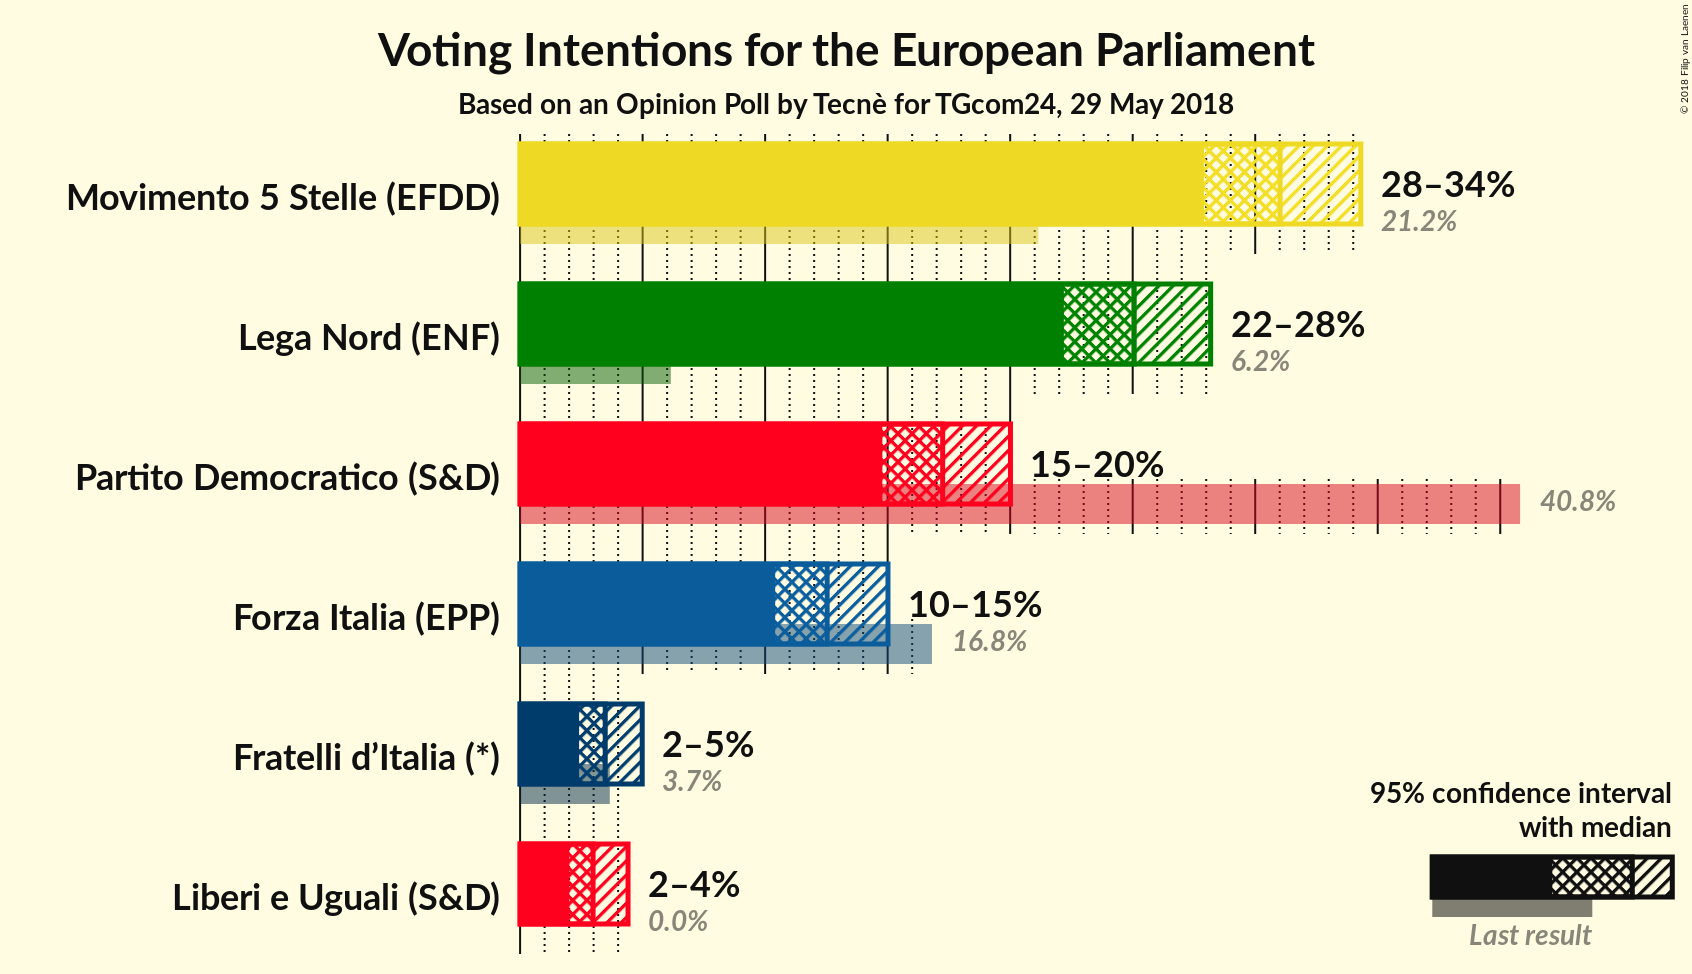 Voting Intentions for the European Parliament
Based on an Opinion Poll by Tecnè for TGcom24, 29 May 2018
© 2018 Filip van Laenen
Movimento 5 Stelle (EFDD)
28–34%
21.2%
Lega Nord (ENF)
22–28%
6.2%
Partito Democratico (S&D)
15–20%
40.8%
Forza Italia (EPP)
10–15%
16.8%
Fratelli d’Italia (*)
2–5%
3.7%
Liberi e Uguali (S&D)
2–4%
0.0%
95% confidence interval
with median
Last result